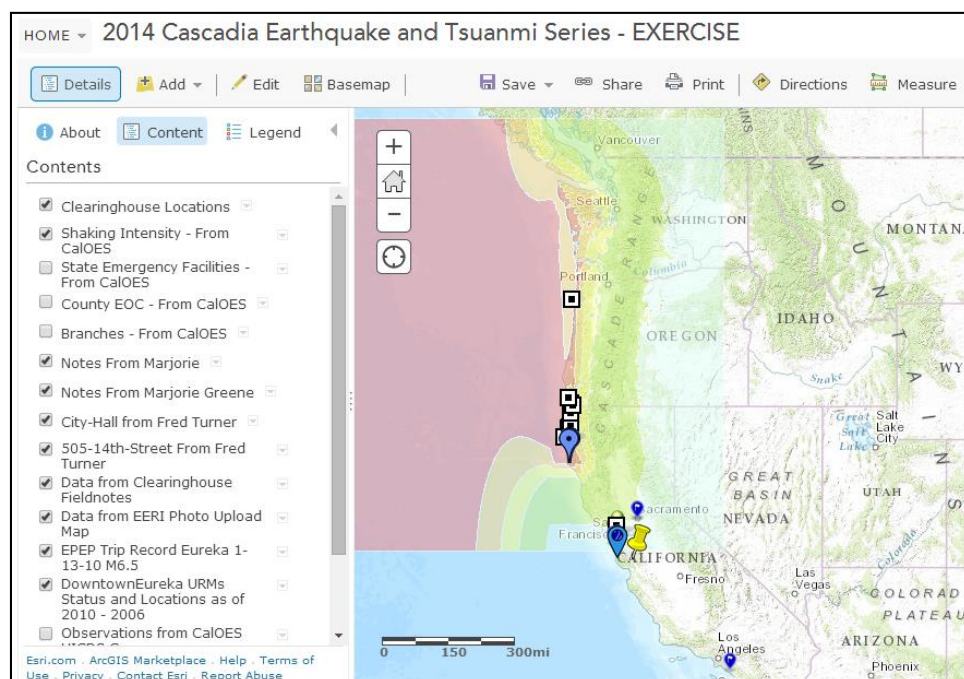 HOME 2014 Cascadia Earthquake and Tsuanmi Series - EXERCISE
Details Add Edit Basemap Save Share Print Directions Measure
About Content Legend
Contents
Clearinghouse Locations
Shaking Intensity - From
CalOES
State Emergency Facilities -
From CalOES
County EOC - From CalOES
Branches - From CalOES
Notes From Marjorie
Notes From Marjorie Greene
City-Hall from Fred Turner
505-14th-Street From Fred
Turner
Data from Clearinghouse
Fieldnotes
Data from EERI Photo Upload
Map
EPEP Trip Record Eureka 1-
13-10 M6.5
DowntownEureka URMs
Status and Locations as of
2010 - 2006
Observations from CalOES
Esri.com . ArcGIS Marketplace . Help . Terms of
Use . Privacy . Contact Esri . Report Abuse
Vancouver
Seattle
WASHINGTON
MONTANA
Portland
Columbia
CASCADE RANGE
OREGON
IDAHO
MOUNTAINS
WY
Snake
Great
Salt
Lake
Salt
Lake
City
GREAT
BASIN
UTAH
NEVADA
Sacramento
San
Francisco
CALIFORNIA
Fresno
Las
Vegas
Colorado
COLORAD
PLATEAU
ARIZONA
Los
Angeles
Phoenix
0 150 300mi